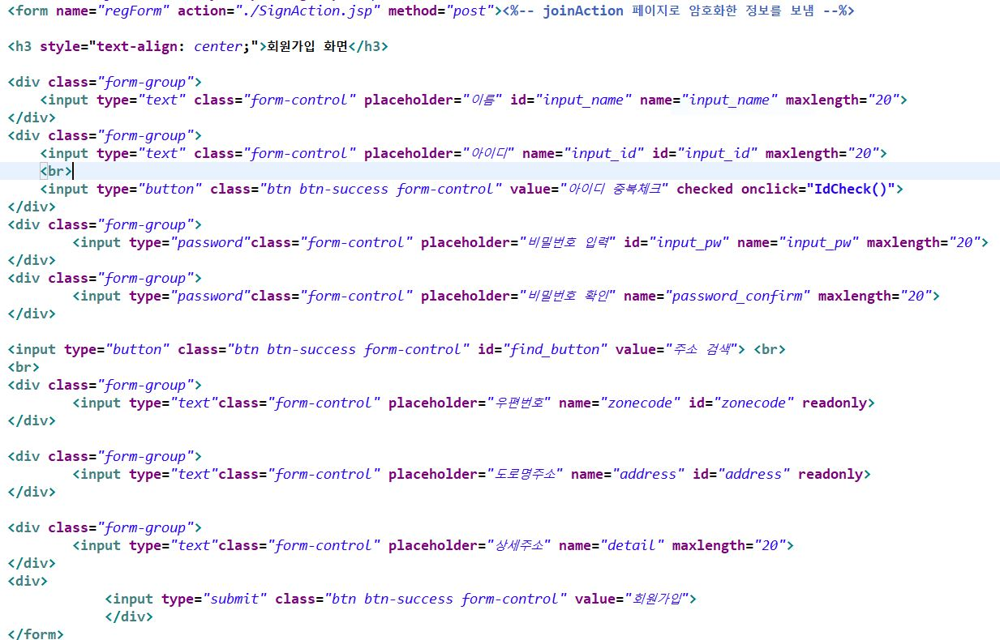 <form name="regForm" action="./SignAction.jsp" method="post"><%-- joinAction 페이지로 암호화한 정보를 보냄 --%>
<h3 style="text-align: center;">회원가입 화면</h3>
<div class="form-group">
<input type="text" class="form-control" placeholder="이름" id="input_name" name="input_name" maxlength="20">
</div>
<div class="form-group">
<input type="text" class="form-control" placeholder="아이디" name="input_id" id="input_id" maxlength="20">
<br>
<input type="button" class="btn btn-success form-control" value="아이디 중복체크" checked onclick="IdCheck()">
</div>
<div class="form-group">
<input type="password"class="form-control" placeholder="비밀번호 입력" id="input_pw" name="input_pw" maxlength="20">
</div>
<div class="form-group">
<input type="password"class="form-control" placeholder="비밀번호 확인" name="password_confirm" maxlength="20">
</div>
<input type="button" class="btn btn-success form-control" id="find_button" value="주소 검색"> <br>
<br>
<div class="form-group">
<input type="text"class="form-control" placeholder="우편번호" name="zonecode" id="zonecode" readonly>
</div>
<div class="form-group">
<input type="text"class="form-control" placeholder="도로명주소" name="address" id="address" readonly>
</div>
<div class="form-group">
<input type="text"class="form-control" placeholder="상세주소" name="detail" maxlength="20">
</div>
<div>
<input type="submit" class="btn btn-success form-control" value="회원가입">
</div>
</form>